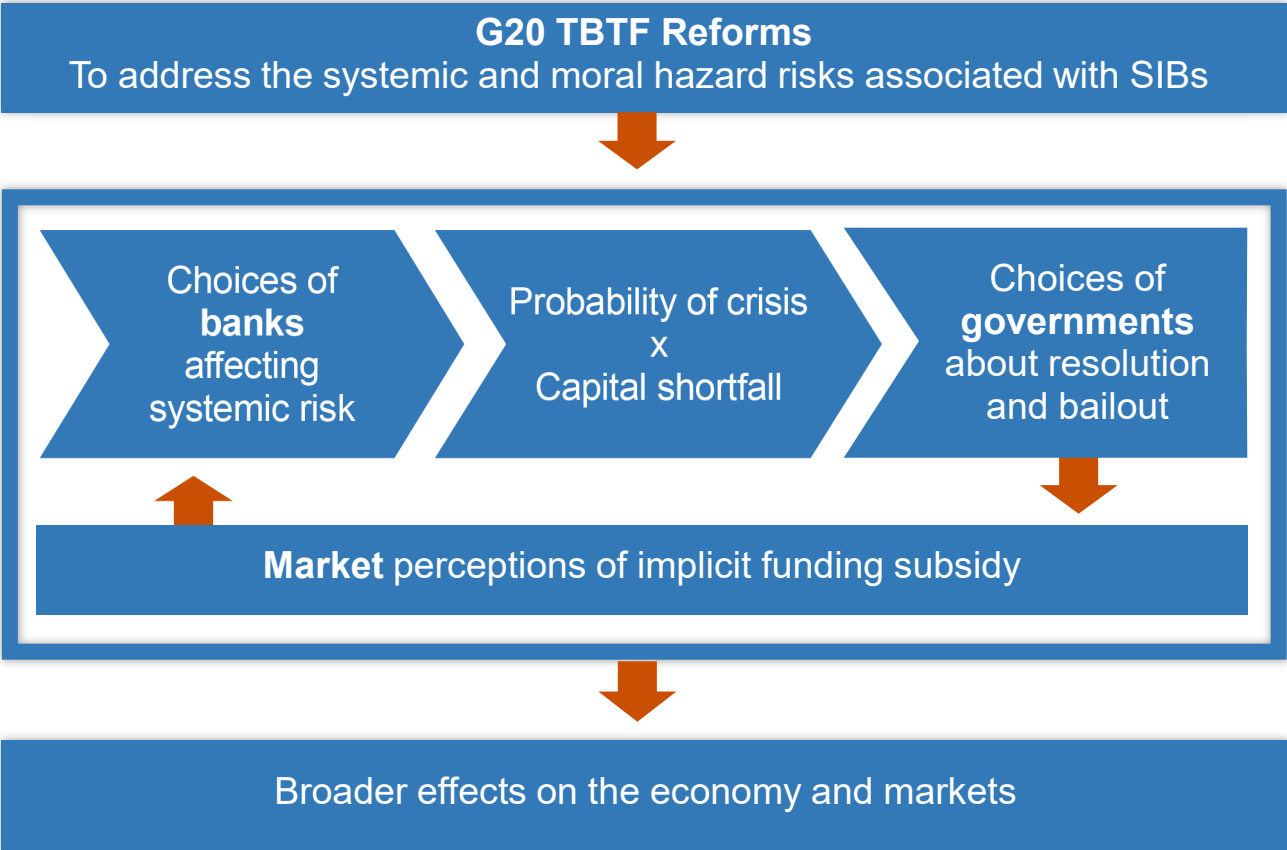 G20 TBTF Reforms
To address the systemic and moral hazard risks associated with SIBs
Choices of
banks
affecting
systemic risk
Probability of crisis
x
Capital shortfall
Choices of
governments
about resolution
and bailout
Market perceptions of implicit funding subsidy
Broader effects on the economy and markets